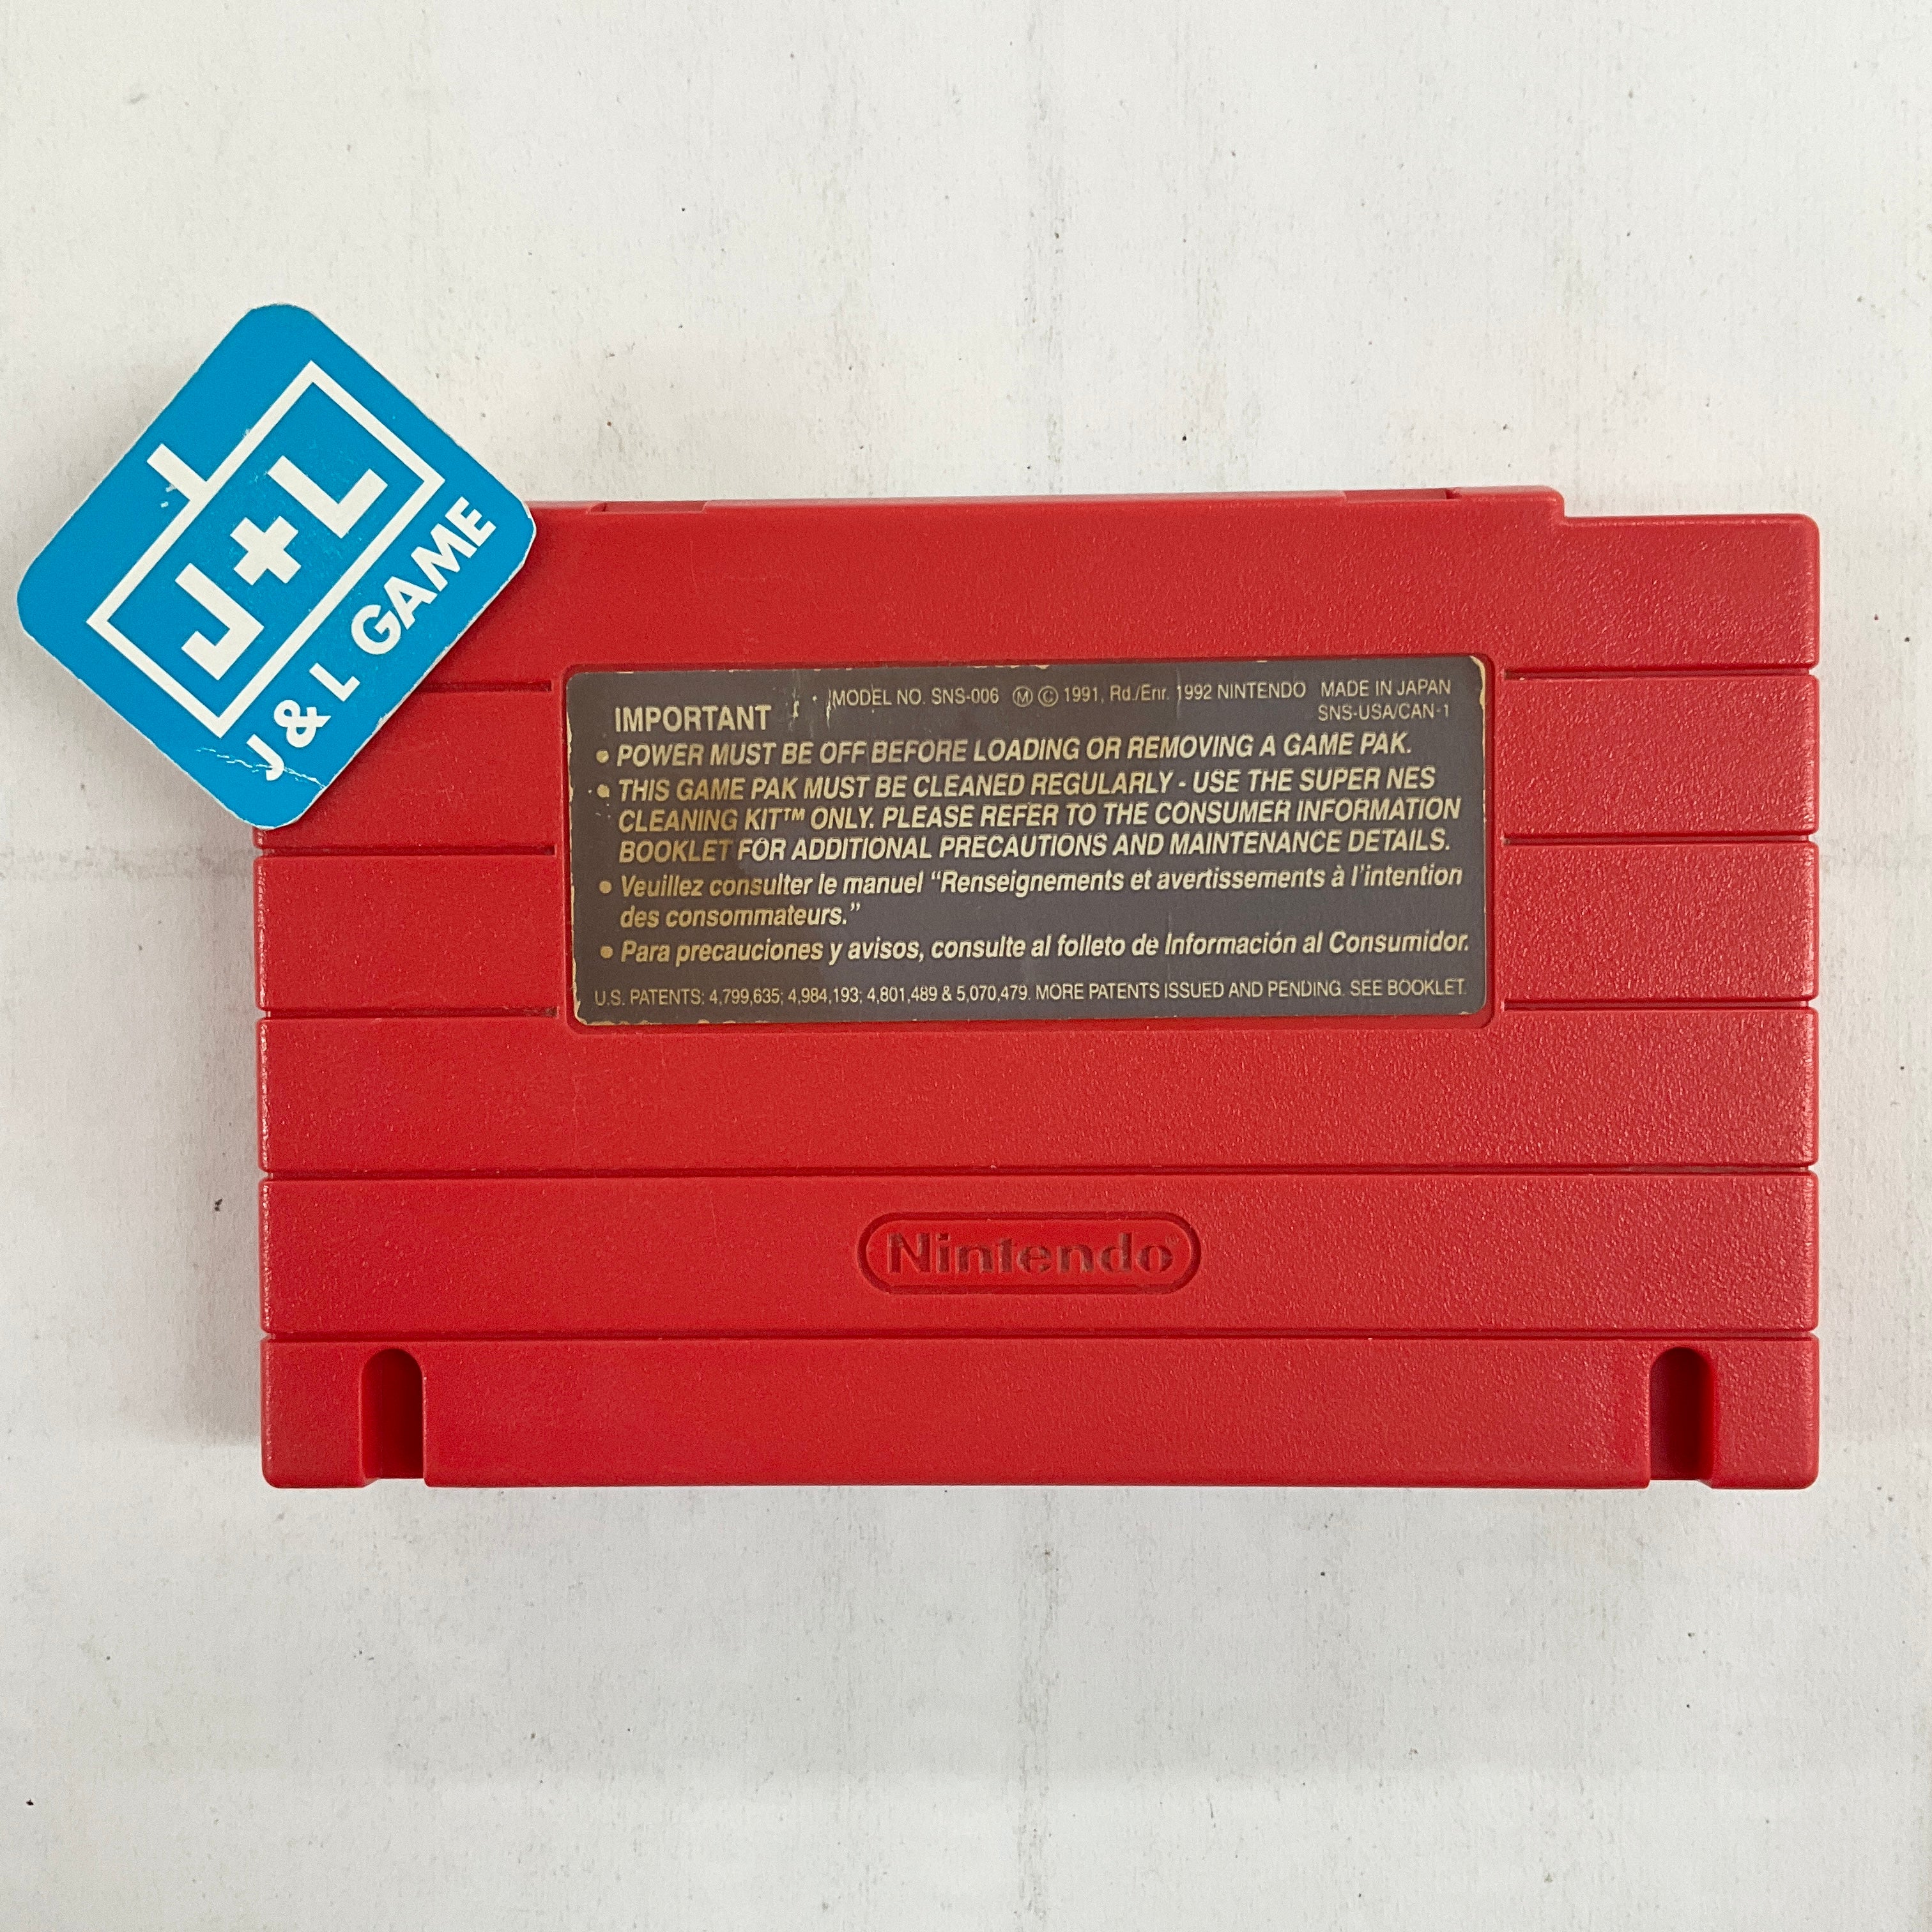 J+L
J & L GAME
IMPORTANT
MODEL NO. SNS-006 Ⓜ © 1991, Rd./Enr. 1992 NINTENDO MADE IN JAPAN
SNS-USA/CAN-1
• POWER MUST BE OFF BEFORE LOADING OR REMOVING A GAME PAK.
• THIS GAME PAK MUST BE CLEANED REGULARLY - USE THE SUPER NES
CLEANING KIT™ ONLY. PLEASE REFER TO THE CONSUMER INFORMATION
BOOKLET FOR ADDITIONAL PRECAUTIONS AND MAINTENANCE DETAILS.
• Veuillez consulter le manuel “Renseignements et avertissements à l’intention
des consommateurs.”
• Para precauciones y avisos, consulte al folleto de Información al Consumidor.
U.S. PATENTS: 4,799,635; 4,984,193; 4,801,489 & 5,070,479. MORE PATENTS ISSUED AND PENDING. SEE BOOKLET.
Nintendo®